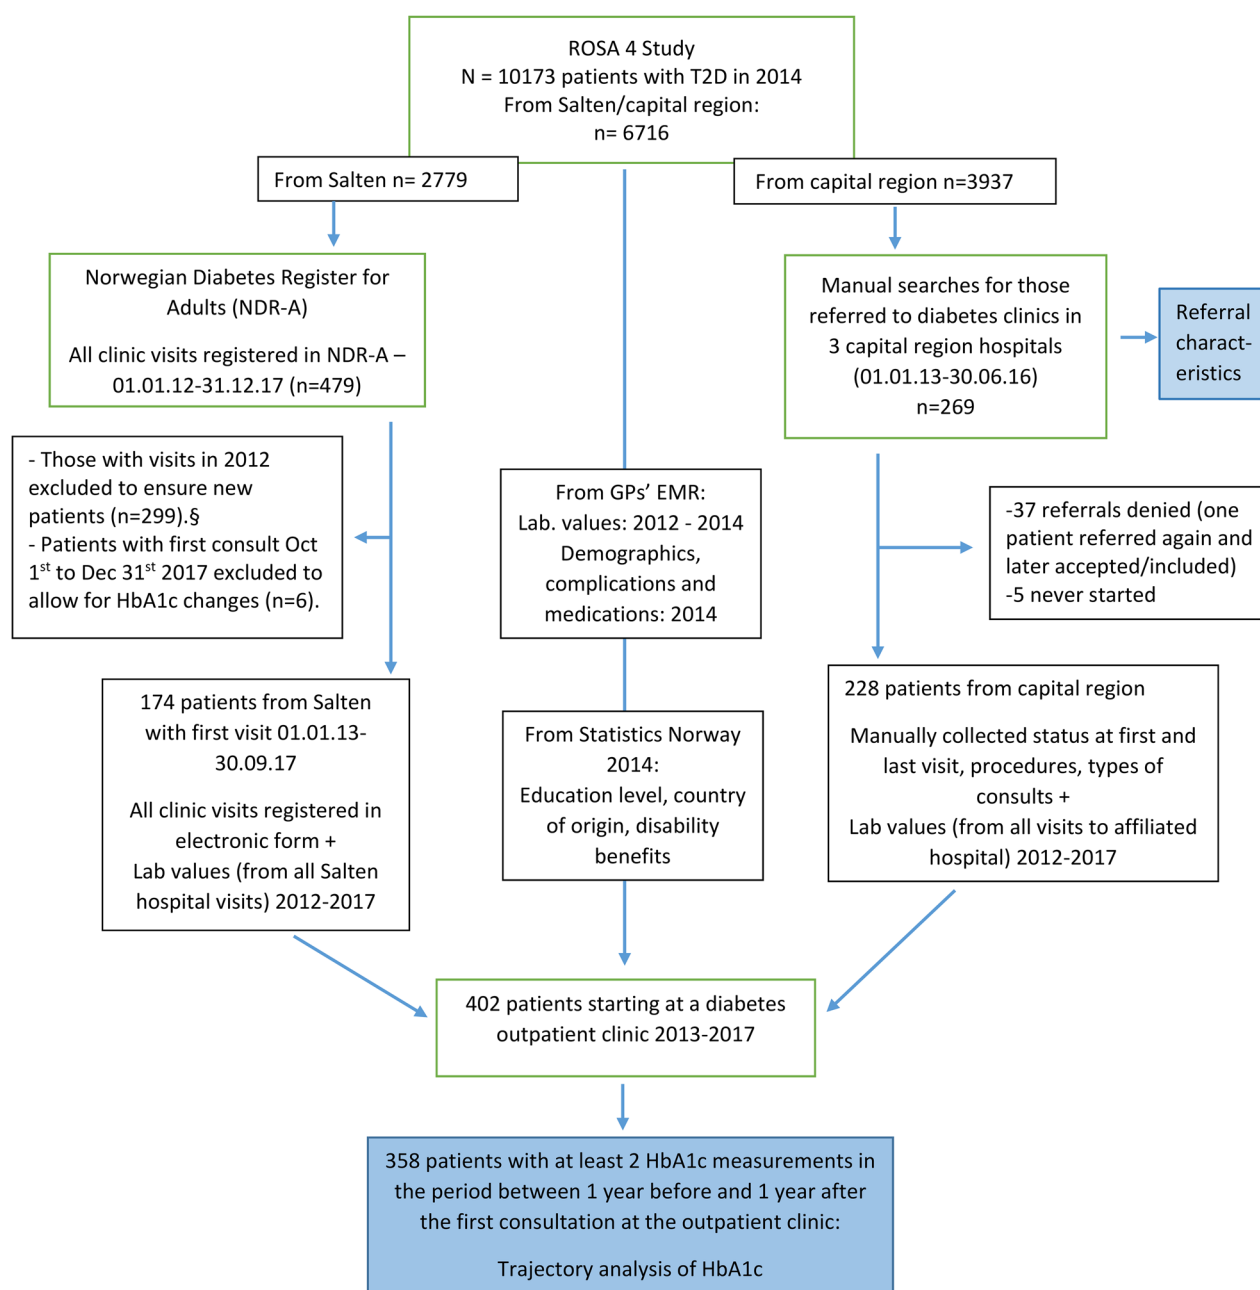 ROSA 4 Study
N = 10173 patients with T2D in 2014
From Salten/capital region:
n= 6716
From Salten n= 2779
From capital region n=3937
Norwegian Diabetes Register for
Adults (NDR-A)
All clinic visits registered in NDR-A –
01.01.12-31.12.17 (n=479)
Manual searches for those
referred to diabetes clinics in
3 capital region hospitals
(01.01.13-30.06.16)
n=269
Referral
charact-
eristics
- Those with visits in 2012
excluded to ensure new
patients (n=299).§
- Patients with first consult Oct
1st to Dec 31st 2017 excluded to
allow for HbA1c changes (n=6).
From GPs’ EMR:
Lab. values: 2012 - 2014
Demographics,
complications and
medications: 2014
-37 referrals denied (one
patient referred again and
later accepted/included)
-5 never started
174 patients from Salten
with first visit 01.01.13-
30.09.17
All clinic visits registered in
electronic form +
Lab values (from all Salten
hospital visits) 2012-2017
From Statistics Norway
2014:
Education level, country
of origin, disability
benefits
228 patients from capital region
Manually collected status at first and
last visit, procedures, types of
consults +
Lab values (from all visits to affiliated
hospital) 2012-2017
402 patients starting at a diabetes
outpatient clinic 2013-2017
358 patients with at least 2 HbA1c measurements in
the period between 1 year before and 1 year after
the first consultation at the outpatient clinic:
Trajectory analysis of HbA1c